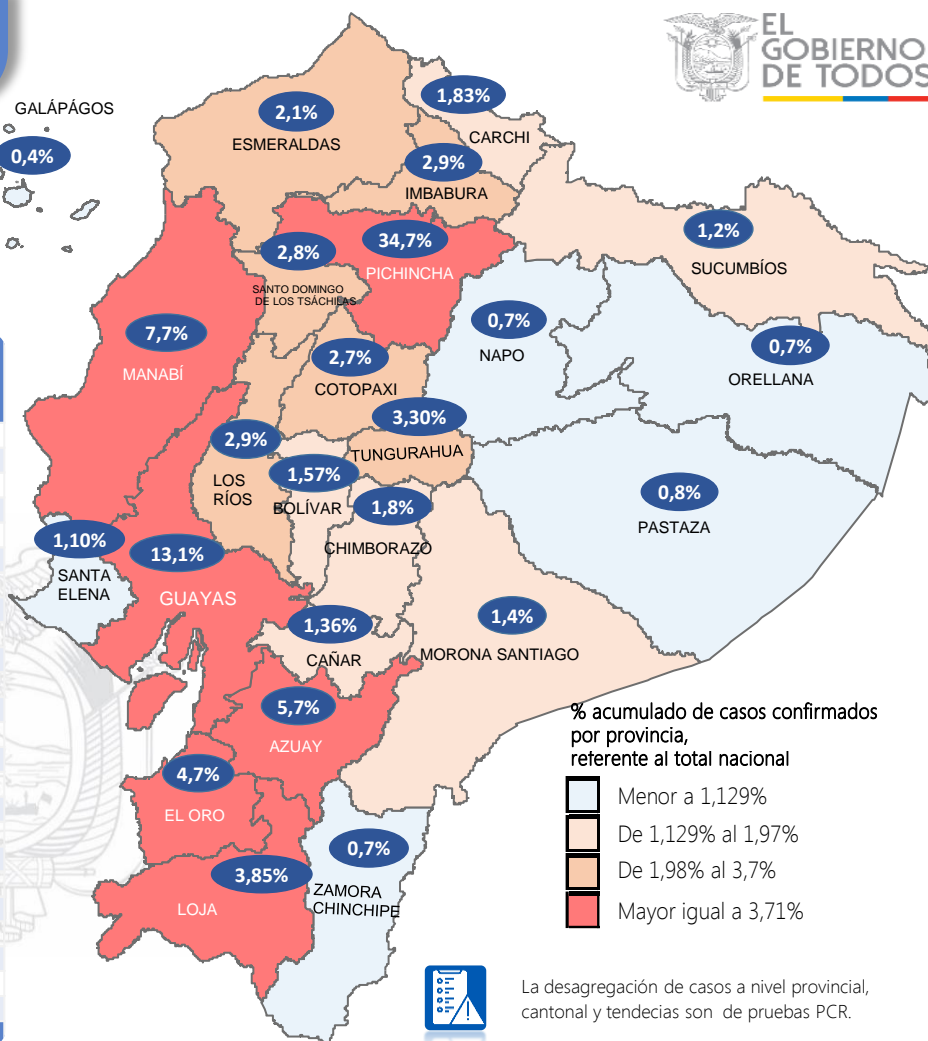 EL
GOBIERNO
DE TODOS
GALÁPÁGOS
0,4%
2,1%
ESMERALDAS
1,83%
CARCHI
2,9%
IMBABURA
1,2%
SUCUMBÍOS
2,8%
SANTO DOMINGO
DE LOS TSÁCHILAS
34,7%
PICHINCHA
7,7%
MANABÍ
0,7%
NAPO
0,7%
ORELLANA
2,7%
COTOPAXI
3,30%
TUNGURAHUA
2,9%
LOS
RÍOS
1,57%
BOLÍVAR
1,8%
CHIMBORAZO
0,8%
PASTAZA
1,10%
SANTA
ELENA
13,1%
GUAYAS
1,36%
CAÑAR
1,4%
MORONA SANTIAGO
5,7%
AZUAY
4,7%
EL ORO
3,85%
LOJA
0,7%
ZAMORA
CHINCHIPE
% acumulado de casos confirmados
por provincia,
referente al total nacional
Menor a 1,129%
De 1,129% al 1,97%
De 1,98% al 3,7%
Mayor igual a 3,71%
La desagregación de casos a nivel provincial,
cantonal y tendecias son de pruebas PCR.